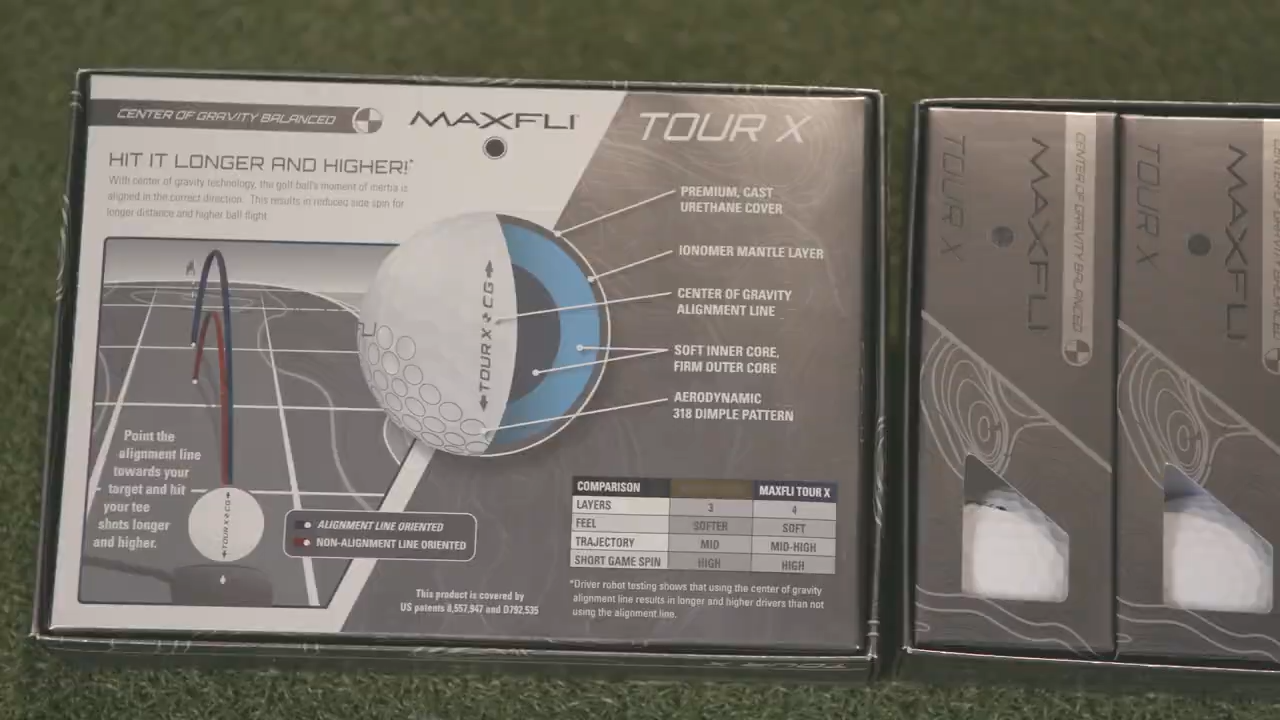 CENTER OF GRAVITY BALANCED
MAXFLI
TOUR X
HIT IT LONGER AND HIGHER!*
With center of gravity technology, the golf ball's moment of inertia is
aligned in the correct direction. This results in reduced side spin for
longer distance and higher ball flight.
PREMIUM, CAST
URETHANE COVER
IONOMER MANTLE LAYER
CENTER OF GRAVITY
ALIGNMENT LINE
SOFT INNER CORE,
FIRM OUTER CORE
AERODYNAMIC
318 DIMPLE PATTERN
TOUR X CG
Point the
alignment line
towards your
target and hit
your tee
shots longer
and higher.
TOUR X CG
ALIGNMENT LINE ORIENTED
NON-ALIGNMENT LINE ORIENTED
COMPARISON MAXFLI TOUR X
LAYERS 3 4
FEEL SOFTER SOFT
TRAJECTORY MID MID-HIGH
SHORT GAME SPIN HIGH HIGH
*Driver robot testing shows that using the center of gravity
alignment line results in longer and higher drivers than not
using the alignment line.
This product is covered by
US patents 8,557,947 and D792,535
TOUR X
TOUR X
MAXFLI
CENTER OF GRAVITY BALANCED
TOUR X
MAXFLI